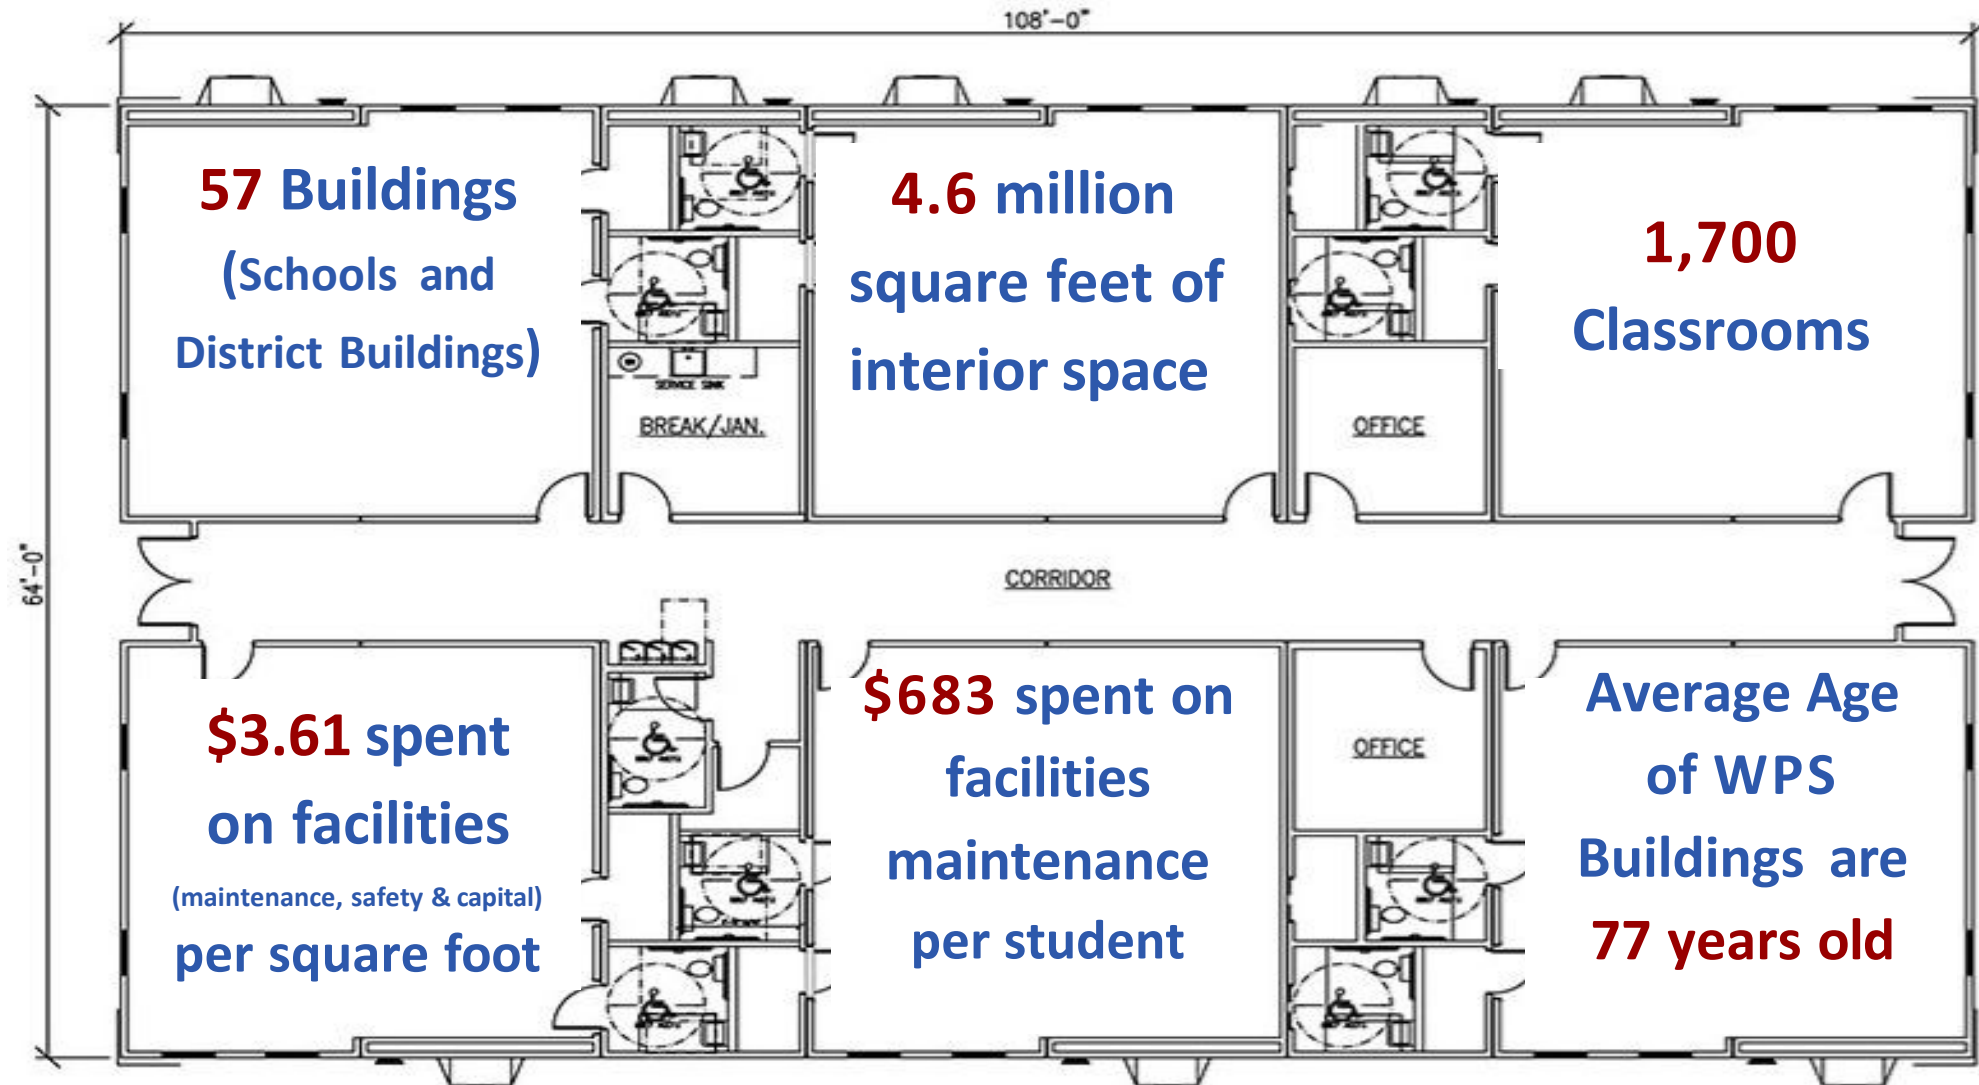 108'-0"
57 Buildings
(Schools and
District Buildings)
4.6 million
square feet of
interior space
1,700
Classrooms
SERVICE SINK
BREAK/JAN.
OFFICE
64'-0"
CORRIDOR
$3.61 spent
on facilities
(maintenance, safety & capital)
per square foot
$683 spent on
facilities
maintenance
per student
OFFICE
Average Age
of WPS
Buildings are
77 years old